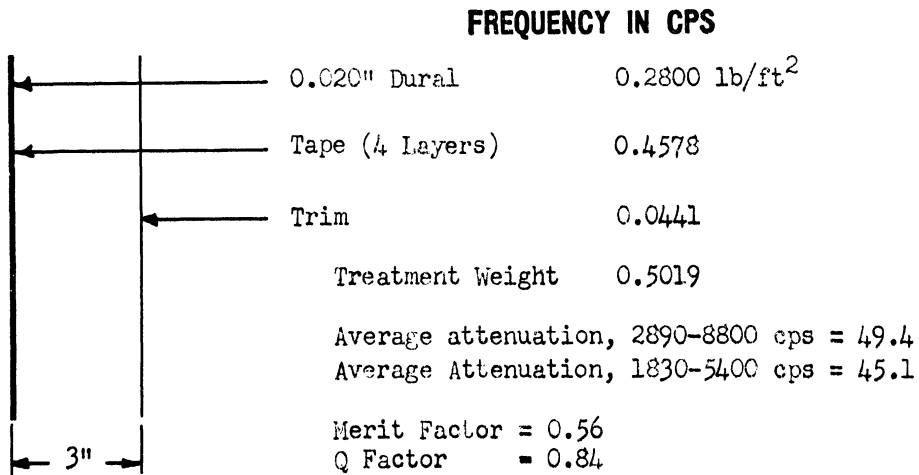 FREQUENCY IN CPS
0.020" Dural 0.2800 lb/ft²
Tape (4 Layers) 0.4578
Trim 0.0441
Treatment Weight 0.5019
Average attenuation, 2890-8800 cps = 49.4
Average Attenuation, 1830-5400 cps = 45.1
Merit Factor = 0.56
3" Q Factor = 0.84